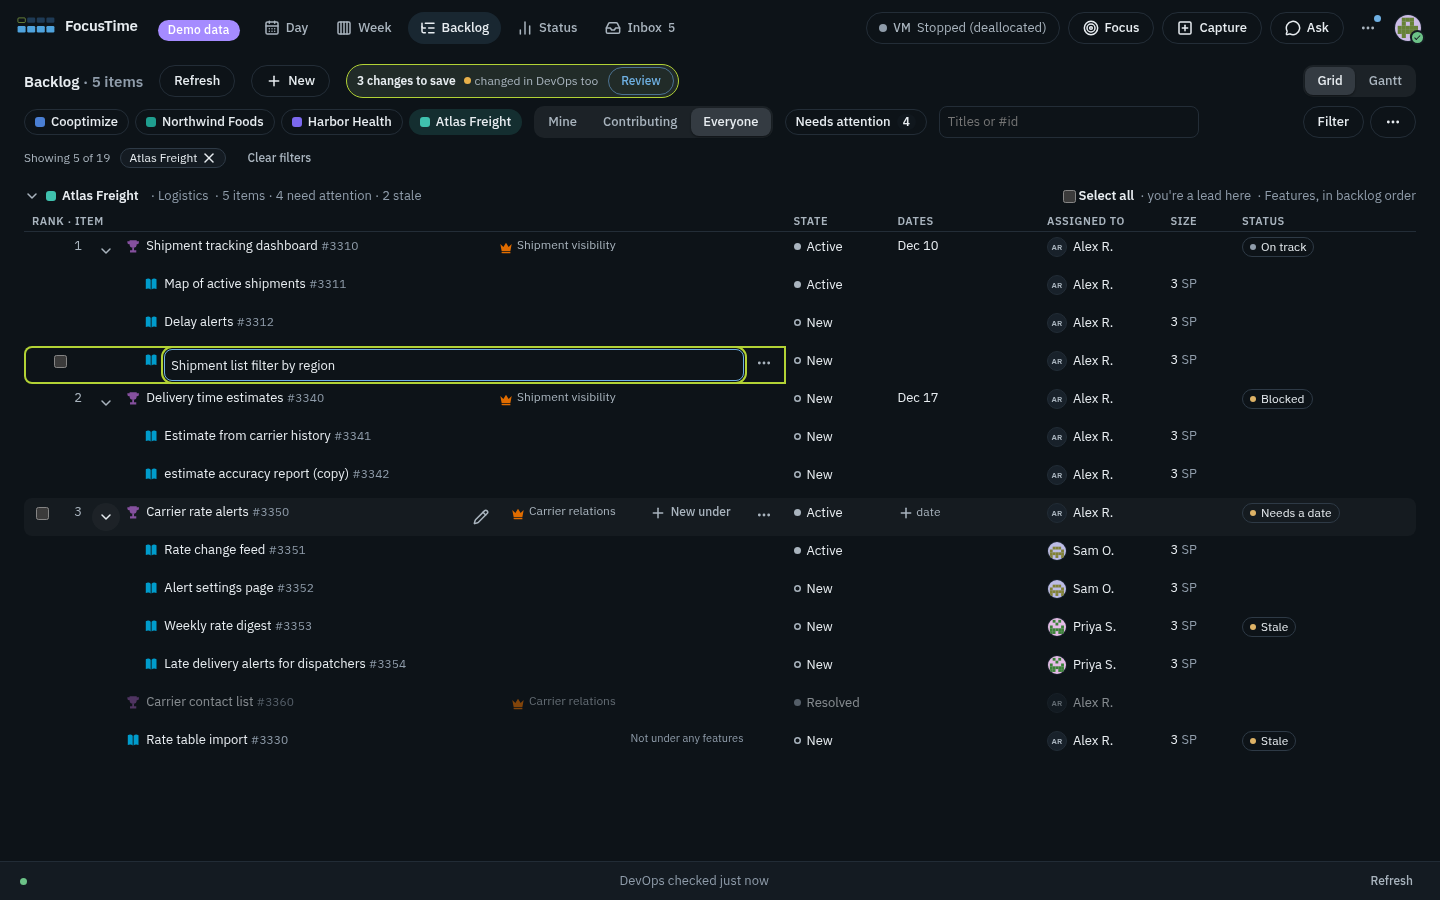 FocusTime
Demo data
Day
Week
Backlog
Status
Inbox 5
VM Stopped (deallocated)
Focus
Capture
Ask
Backlog · 5 items
Refresh
New
3 changes to save
changed in DevOps too
Review
Grid
Gantt
Cooptimize
Northwind Foods
Harbor Health
Atlas Freight
Mine
Contributing
Everyone
Needs attention 4
Titles or #id
Filter
Showing 5 of 19
Atlas Freight
Clear filters
Atlas Freight · Logistics · 5 items · 4 need attention · 2 stale
Select all · you're a lead here · Features, in backlog order
RANK · ITEM STATE DATES ASSIGNED TO SIZE STATUS
1 Shipment tracking dashboard #3310 Shipment visibility Active Dec 10 AR Alex R. On track
Map of active shipments #3311 Active AR Alex R. 3 SP
Delay alerts #3312 New AR Alex R. 3 SP
Shipment list filter by region New AR Alex R. 3 SP
2 Delivery time estimates #3340 Shipment visibility New Dec 17 AR Alex R. Blocked
Estimate from carrier history #3341 New AR Alex R. 3 SP
estimate accuracy report (copy) #3342 New AR Alex R. 3 SP
3 Carrier rate alerts #3350 Carrier relations New under Active date AR Alex R. Needs a date
Rate change feed #3351 Active Sam O. 3 SP
Alert settings page #3352 New Sam O. 3 SP
Weekly rate digest #3353 New Priya S. 3 SP Stale
Late delivery alerts for dispatchers #3354 New Priya S. 3 SP
Carrier contact list #3360 Carrier relations Resolved AR Alex R.
Rate table import #3330 Not under any features New AR Alex R. 3 SP Stale
DevOps checked just now
Refresh